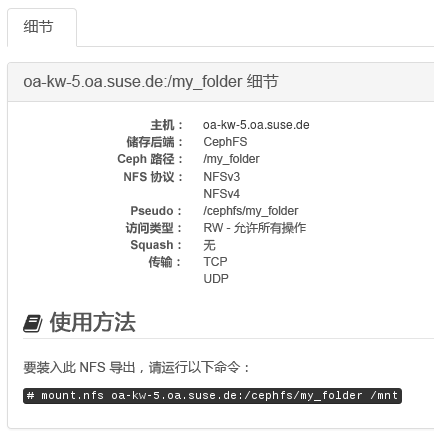 细节
oa-kw-5.oa.suse.de:/my_folder 细节
主机： oa-kw-5.oa.suse.de
储存后端： CephFS
Ceph 路径： /my_folder
NFS 协议： NFSv3
NFSv4
Pseudo： /cephfs/my_folder
访问类型： RW - 允许所有操作
Squash： 无
传输： TCP
UDP
使用方法
要装入此 NFS 导出，请运行以下命令：
# mount.nfs oa-kw-5.oa.suse.de:/cephfs/my_folder /mnt